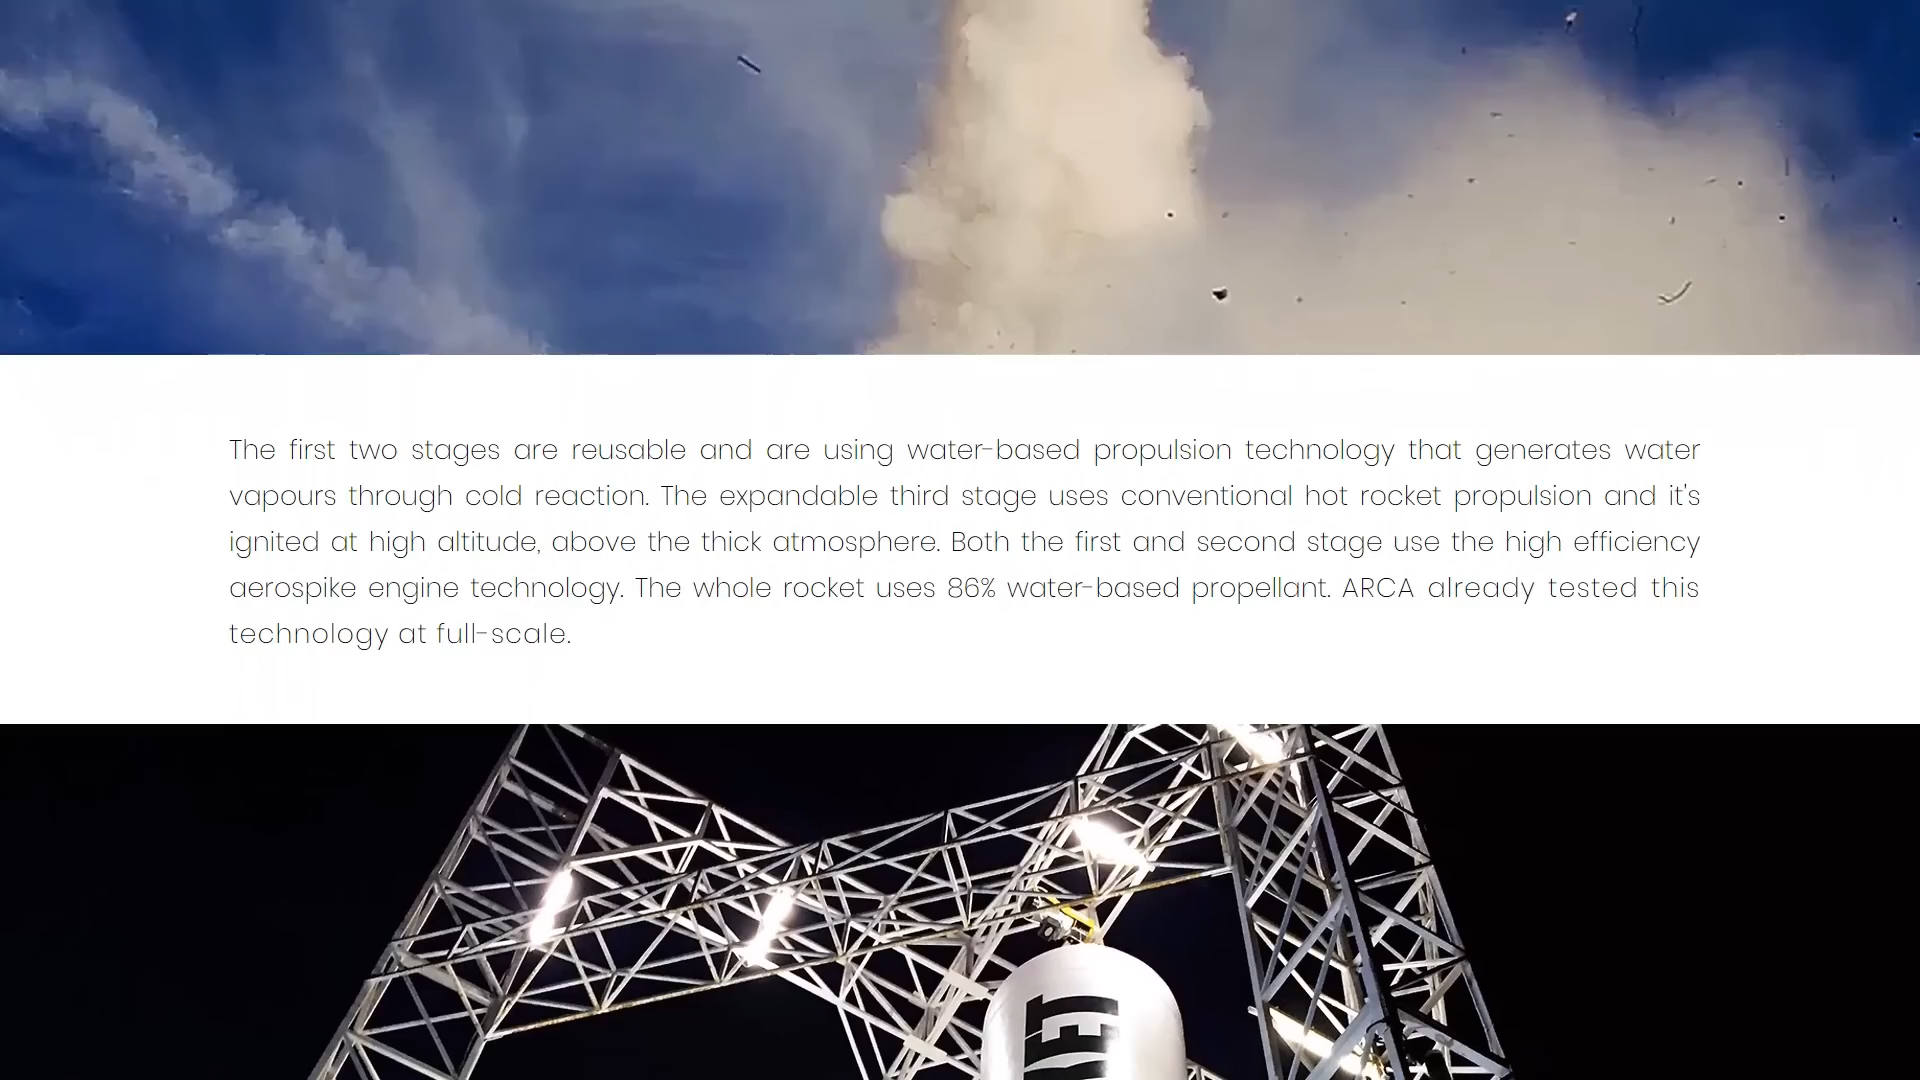 The first two stages are reusable and are using water-based propulsion technology that generates water
vapours through cold reaction. The expandable third stage uses conventional hot rocket propulsion and it's
ignited at high altitude, above the thick atmosphere. Both the first and second stage use the high efficiency
aerospike engine technology. The whole rocket uses 86% water-based propellant. ARCA already tested this
technology at full-scale.